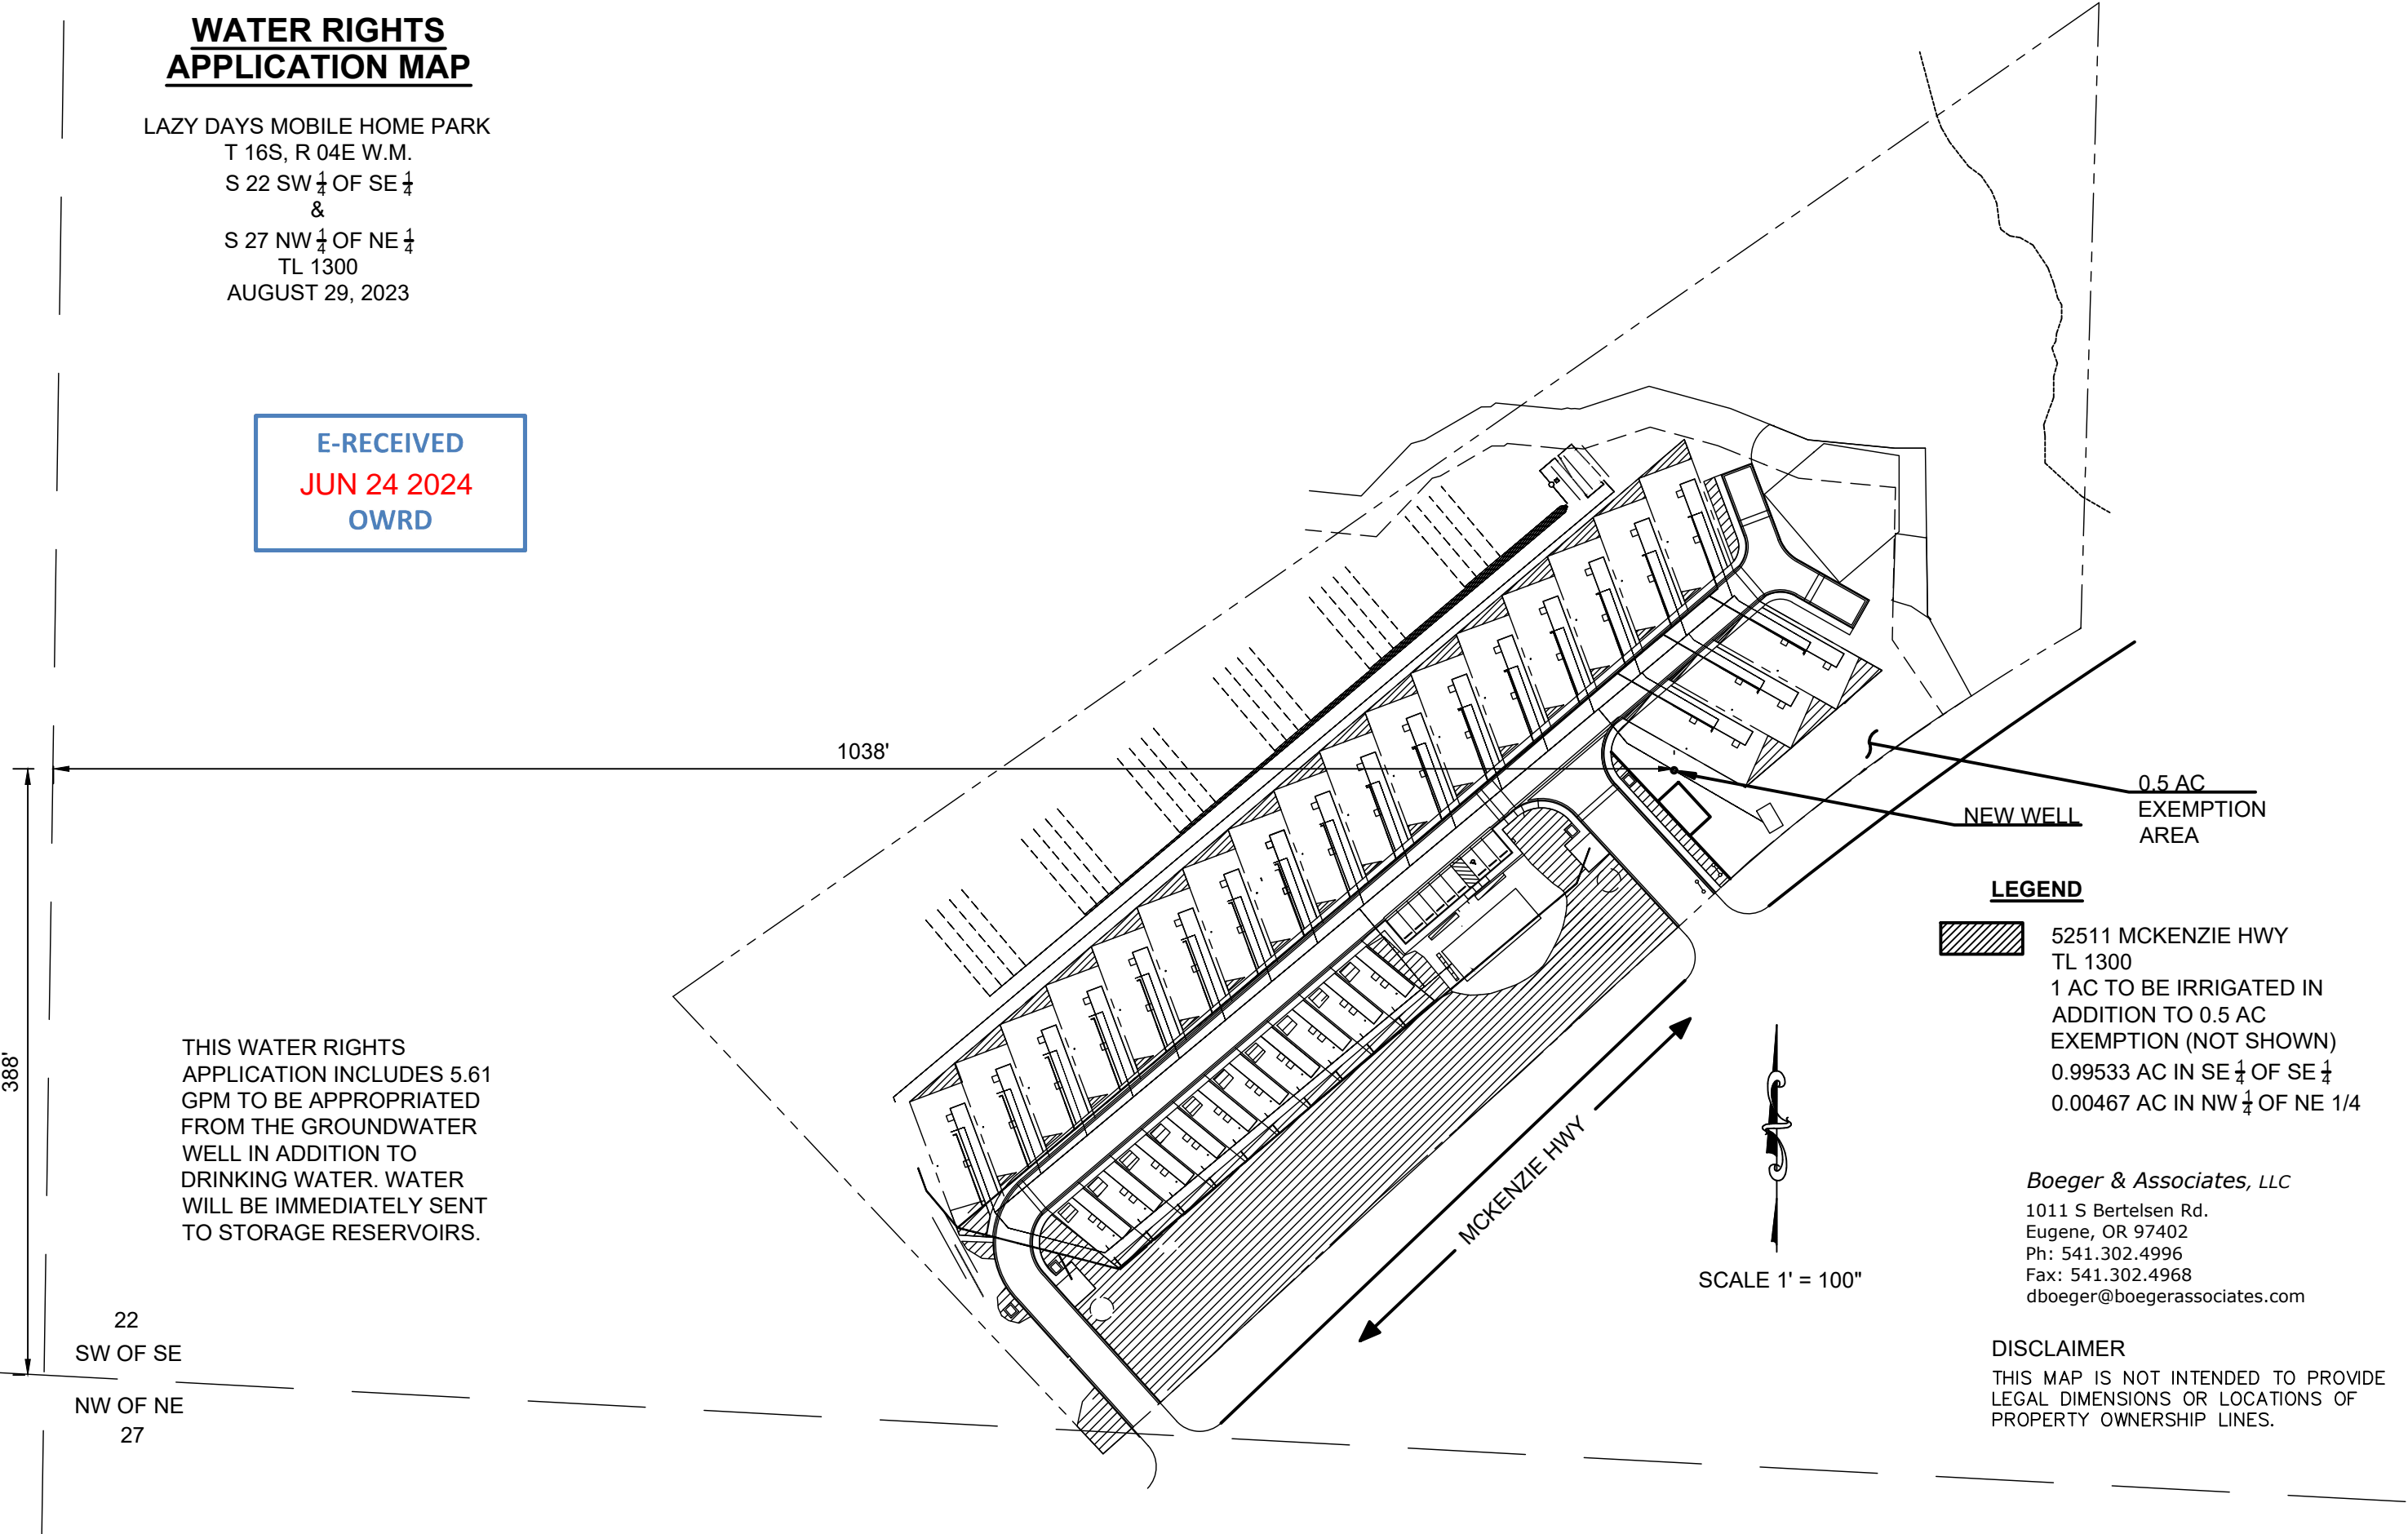 WATER RIGHTS
APPLICATION MAP
LAZY DAYS MOBILE HOME PARK
T 16S, R 04E W.M.
S 22 SW 1/4 OF SE 1/4
&
S 27 NW 1/4 OF NE 1/4
TL 1300
AUGUST 29, 2023
E-RECEIVED
JUN 24 2024
OWRD
1038'
388'
0.5 AC
EXEMPTION
AREA
NEW WELL
LEGEND
52511 MCKENZIE HWY
TL 1300
1 AC TO BE IRRIGATED IN
ADDITION TO 0.5 AC
EXEMPTION (NOT SHOWN)
0.99533 AC IN SE 1/4 OF SE 1/4
0.00467 AC IN NW 1/4 OF NE 1/4
THIS WATER RIGHTS
APPLICATION INCLUDES 5.61
GPM TO BE APPROPRIATED
FROM THE GROUNDWATER
WELL IN ADDITION TO
DRINKING WATER. WATER
WILL BE IMMEDIATELY SENT
TO STORAGE RESERVOIRS.
MCKENZIE HWY
SCALE 1' = 100"
Boeger & Associates, LLC
1011 S Bertelsen Rd.
Eugene, OR 97402
Ph: 541.302.4996
Fax: 541.302.4968
dboeger@boegerassociates.com
22
SW OF SE
NW OF NE
27
DISCLAIMER
THIS MAP IS NOT INTENDED TO PROVIDE
LEGAL DIMENSIONS OR LOCATIONS OF
PROPERTY OWNERSHIP LINES.